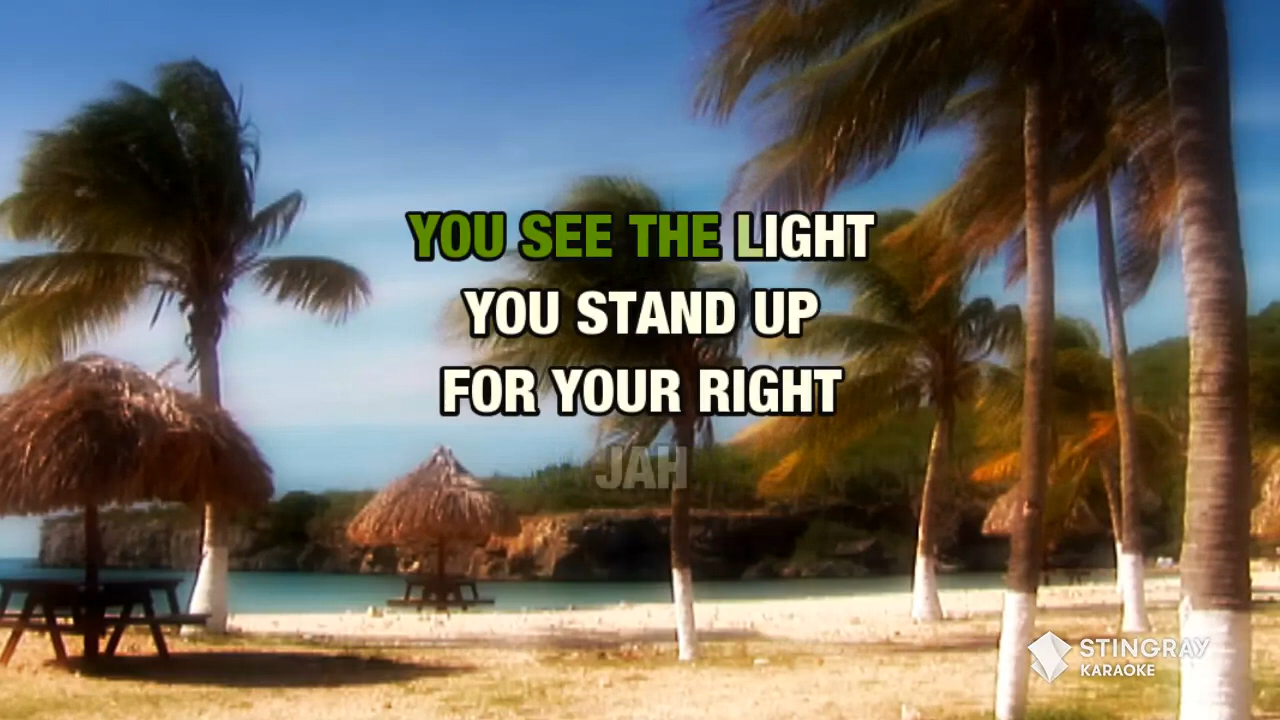 YOU SEE THE LIGHT
YOU STAND UP
FOR YOUR RIGHT
JAH
STINGRAY
KARAOKE